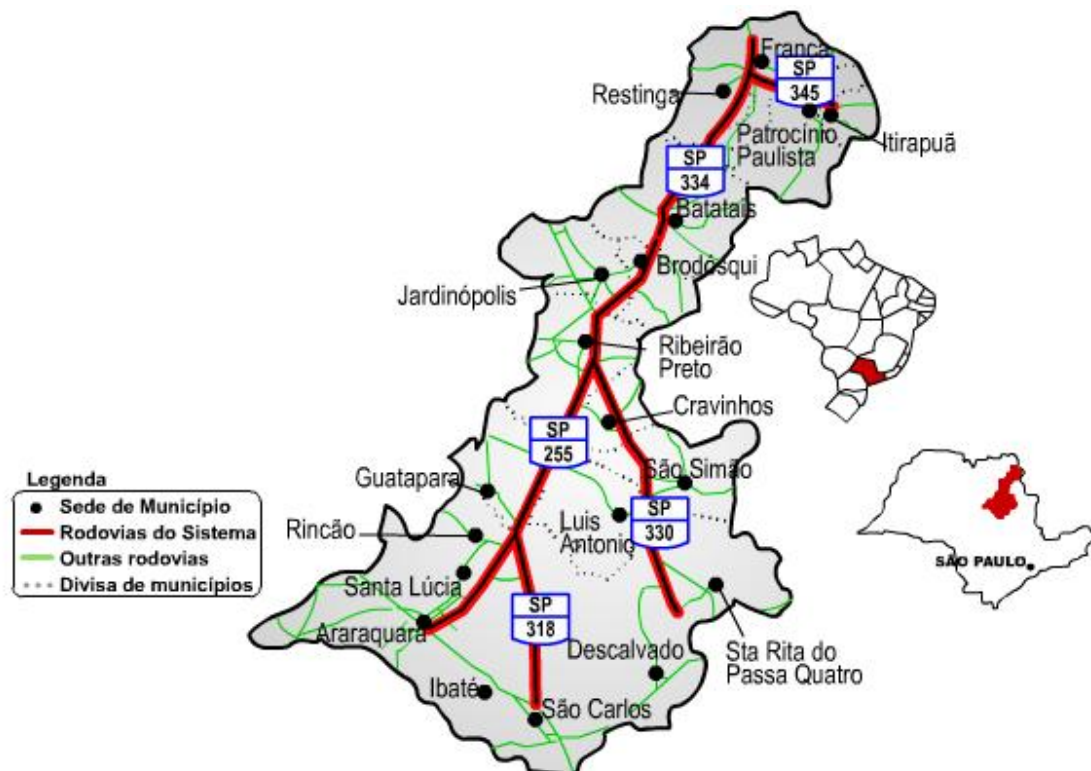 Franca
SP
345
Restinga
Patrocínio
Paulista
Itirapuã
SP
334
Batatais
Brodósqui
Jardinópolis
Ribeirão
Preto
Cravinhos
SP
255
São Simão
Guatapara
SP
330
Luis
Antonio
Rincão
Santa Lúcia
SP
318
Araraquara
Descalvado
Sta Rita do
Passa Quatro
Ibaté
São Carlos
Legenda
Sede de Município
Rodovias do Sistema
Outras rodovias
Divisa de municípios
SÃO PAULO